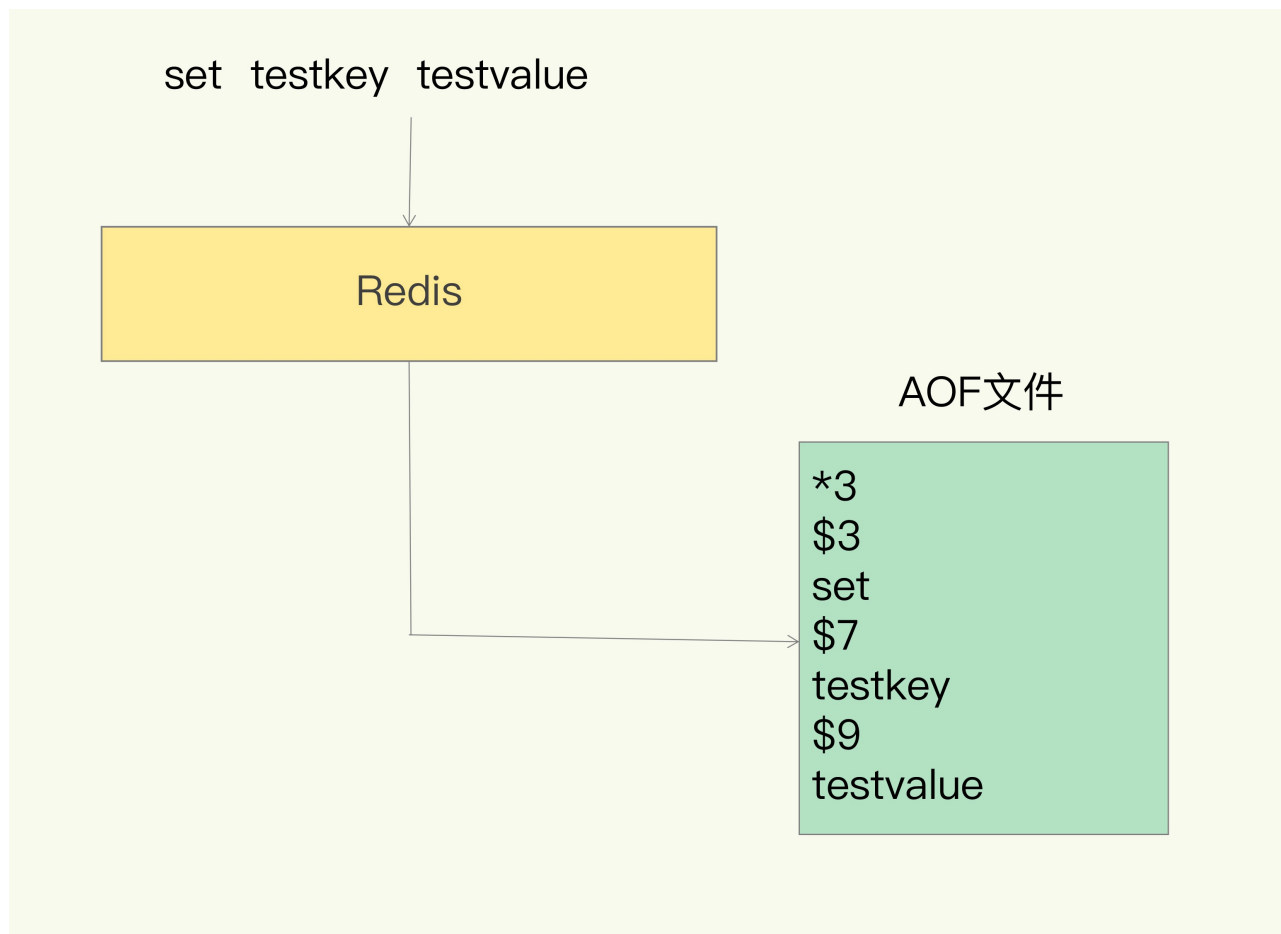 set testkey testvalue
Redis
AOF文件
*3
$3
set
$7
testkey
$9
testvalue